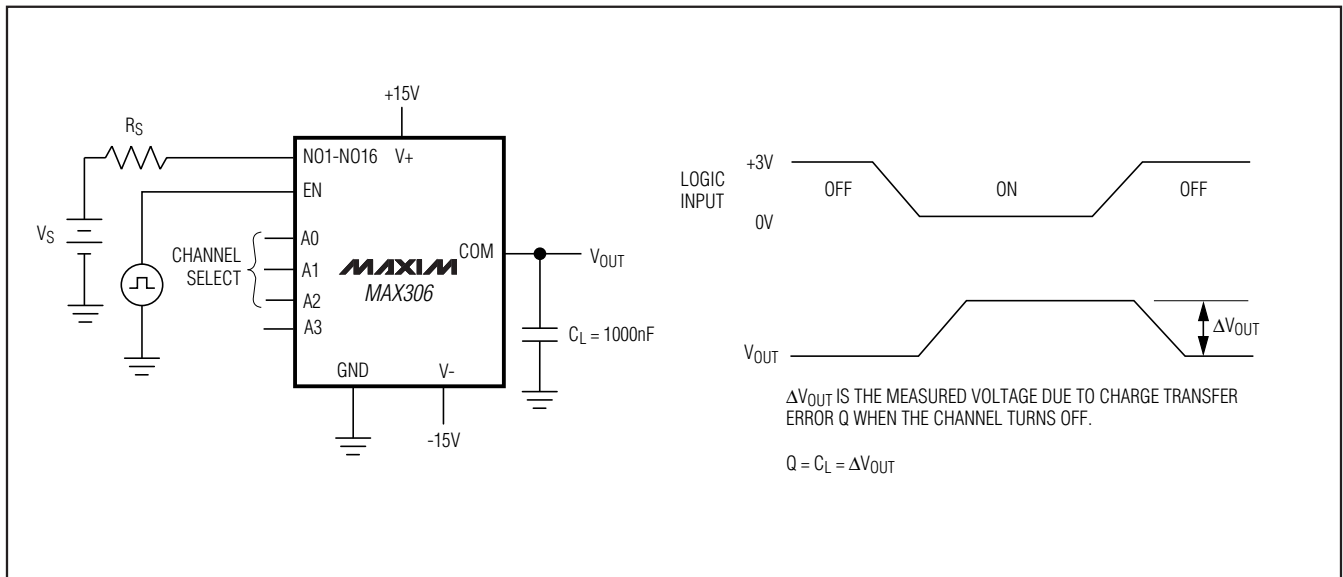 +15V
RS
NO1-NO16 V+
EN
VS
A0
CHANNEL
SELECT
A1
A2
A3
COM
MAXIM
MAX306
VOUT
CL = 1000nF
GND V-
-15V
LOGIC
INPUT
+3V
0V
OFF ON OFF
VOUT
ΔVOUT
ΔVOUT IS THE MEASURED VOLTAGE DUE TO CHARGE TRANSFER
ERROR Q WHEN THE CHANNEL TURNS OFF.
Q = CL = ΔVOUT